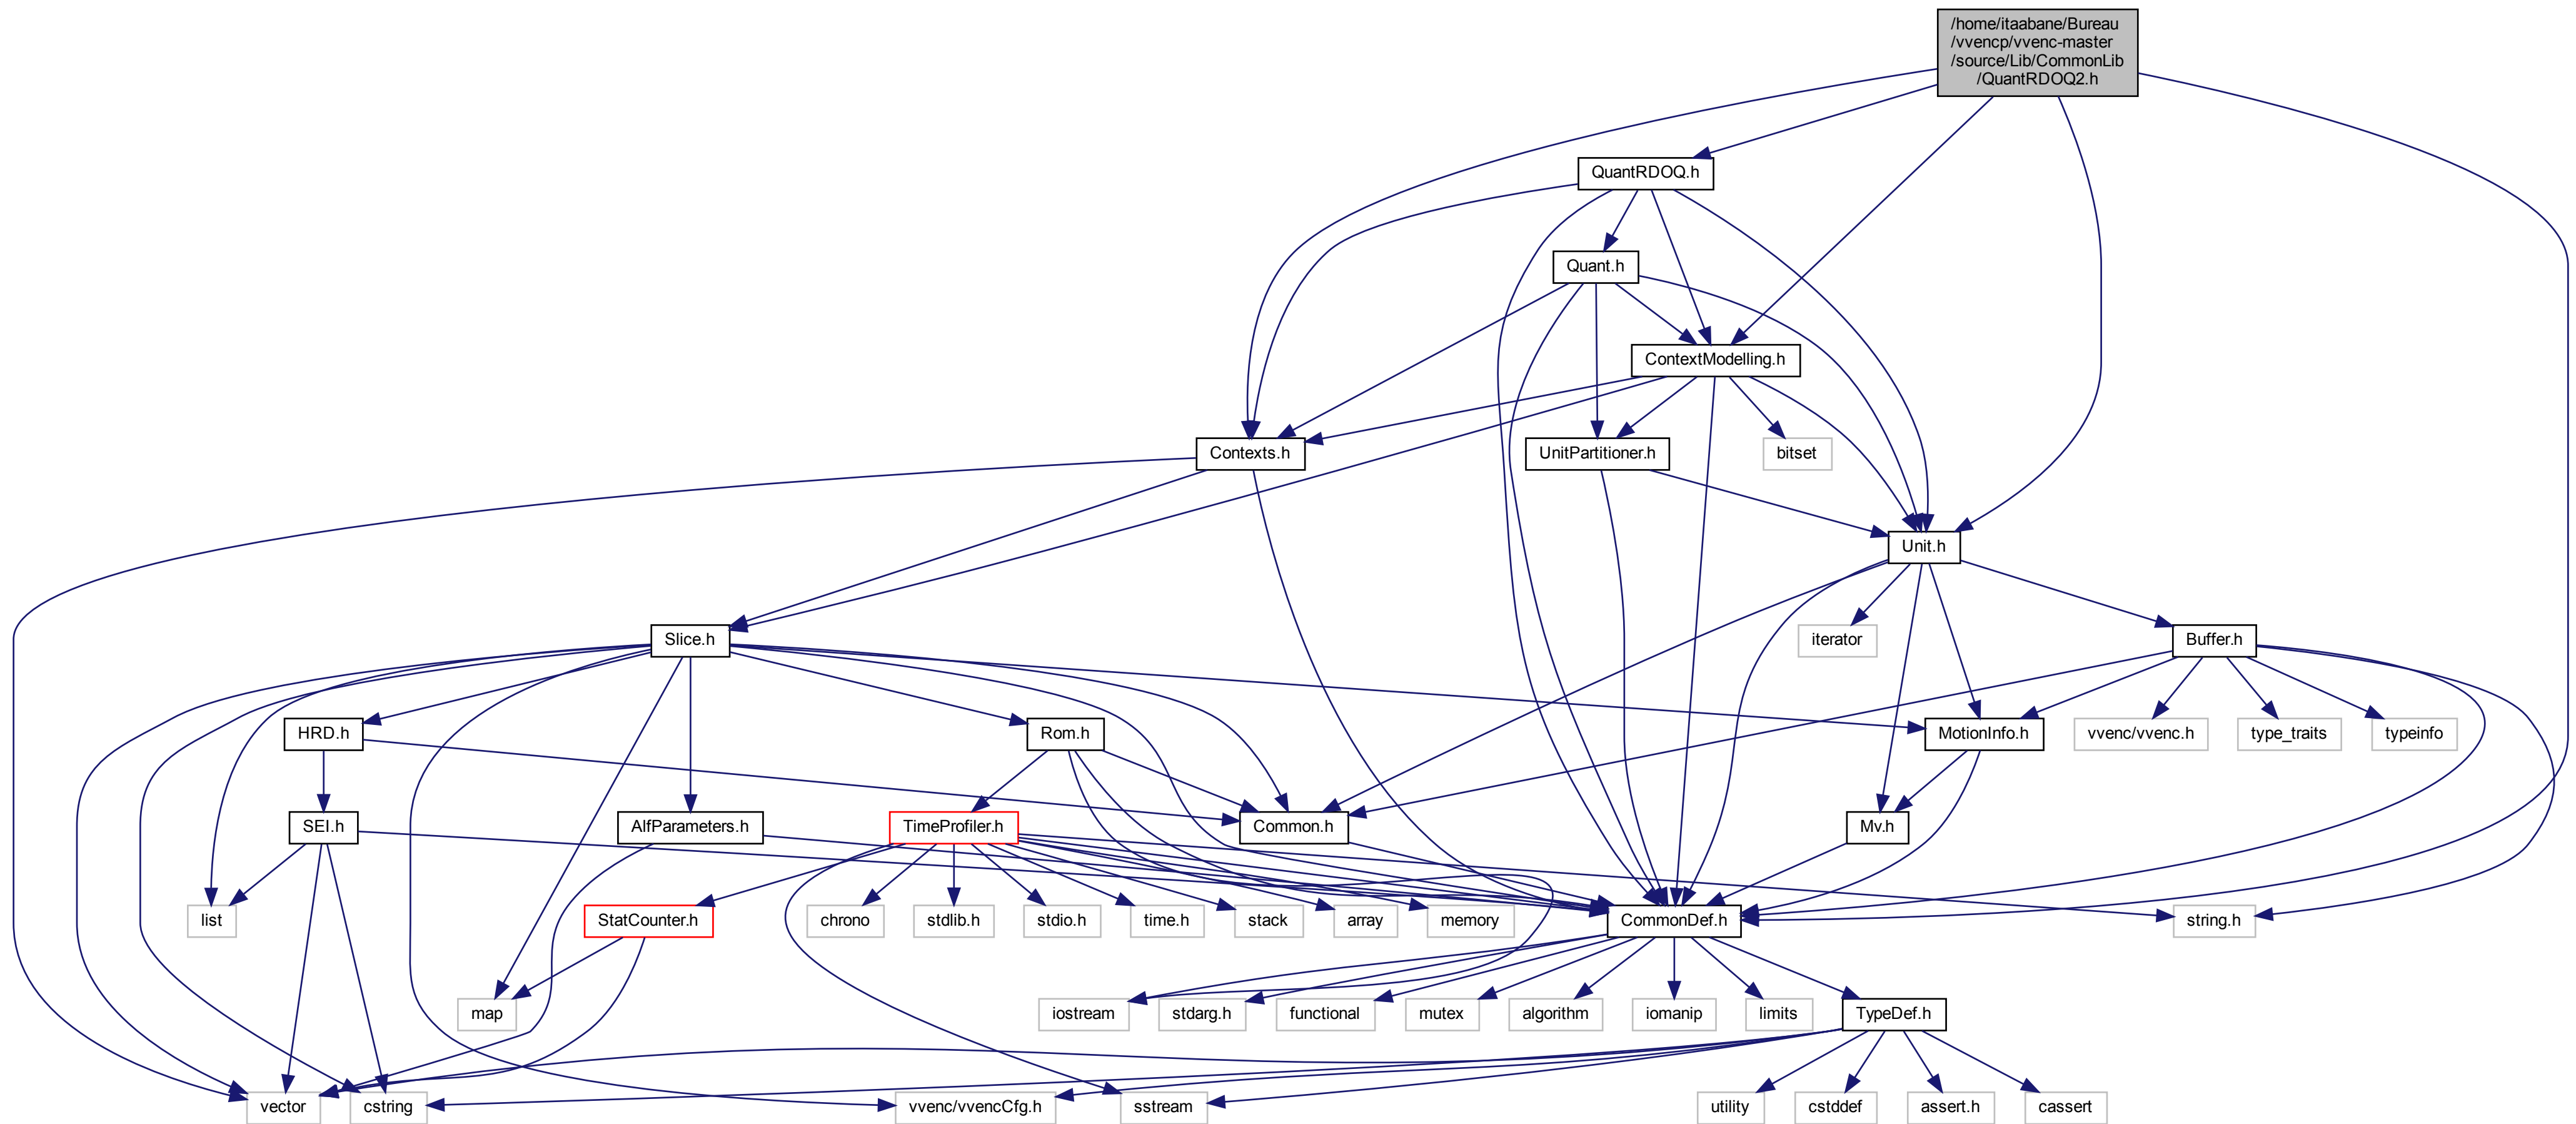 /home/itaabane/Bureau
/vvencp/vvenc-master
/source/Lib/CommonLib
/QuantRDOQ2.h
QuantRDOQ.h
Quant.h
ContextModelling.h
Contexts.h
UnitPartitioner.h
bitset
Unit.h
Slice.h
iterator
Buffer.h
HRD.h
Rom.h
MotionInfo.h
vvenc/vvenc.h
type_traits
typeinfo
SEI.h
AlfParameters.h
TimeProfiler.h
Common.h
Mv.h
list
StatCounter.h
chrono
stdlib.h
stdio.h
time.h
stack
array
memory
CommonDef.h
string.h
map
iostream
stdarg.h
functional
mutex
algorithm
iomanip
limits
TypeDef.h
vector
cstring
vvenc/vvencCfg.h
sstream
utility
cstddef
assert.h
cassert